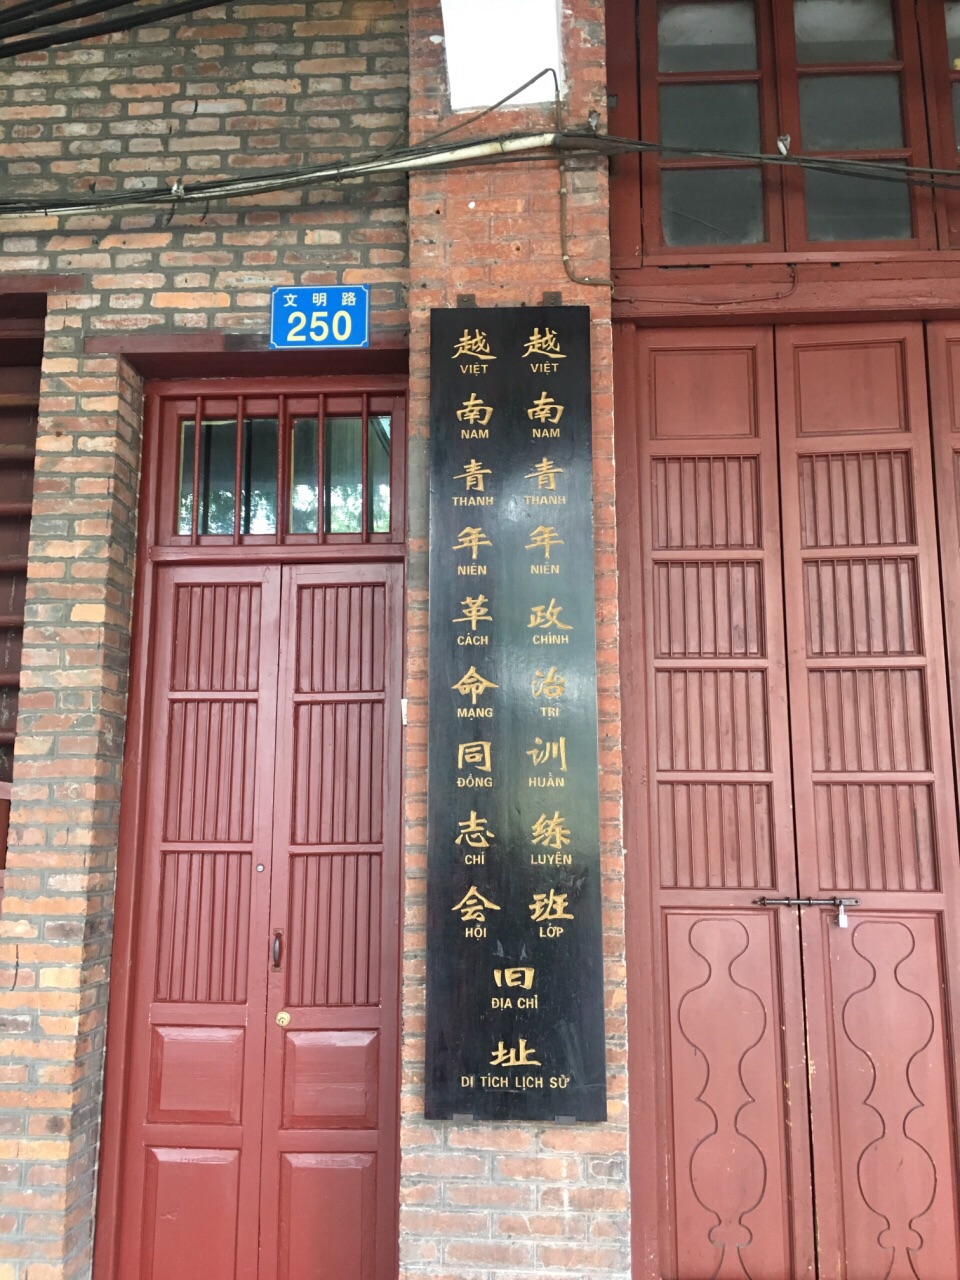 文明路
250
越南青年政治训练班
VIỆT NAM THANH NIÊN CHÍNH TRỊ HUẤN LUYỆN LỚP
越南青年革命同志会
VIỆT NAM THANH NIÊN CÁCH MẠNG ĐỒNG CHÍ HỘI
旧址
ĐỊA CHỈ
DI TÍCH LỊCH SỬ